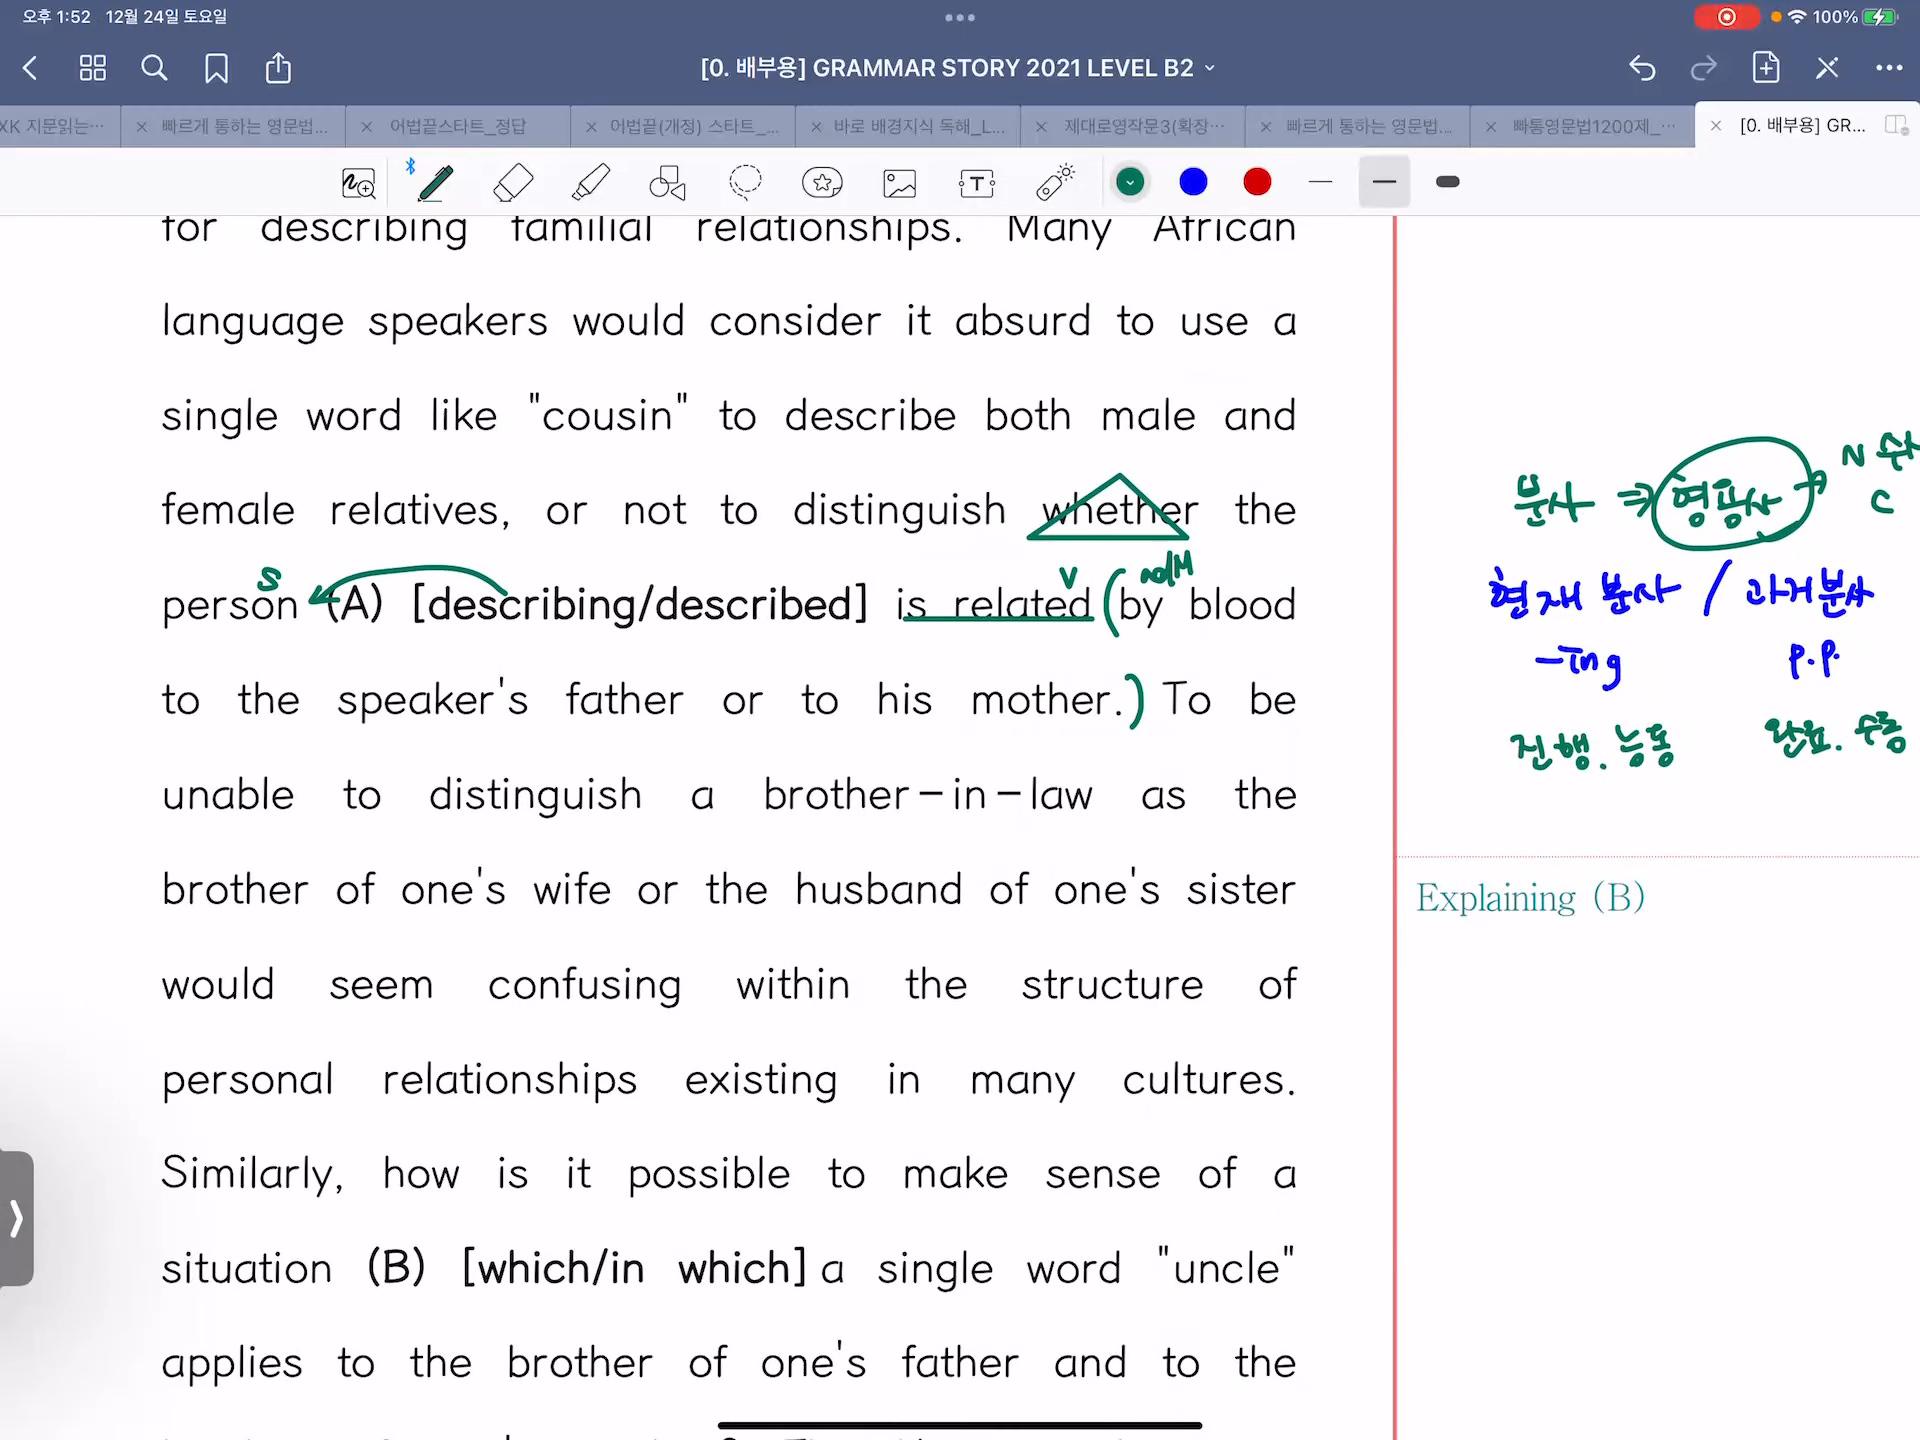 오후 1:52 12월 24일 토요일
100%
[0. 배부용] GRAMMAR STORY 2021 LEVEL B2
XK 지문읽는…
빠르게 통하는 영문법...
어법끝스타트_정답
어법끝(개정) 스타트_...
바로 배경지식 독해_L...
제대로영작문3(확장…
빠르게 통하는 영문법...
빠통영문법1200제_…
[0. 배부용] GR...
for describing familial relationships. Many African
language speakers would consider it absurd to use a
single word like "cousin" to describe both male and
female relatives, or not to distinguish whether the
S V
person (A) [describing/described] is related (by blood
to the speaker's father or to his mother.) To be
unable to distinguish a brother-in-law as the
brother of one's wife or the husband of one's sister
would seem confusing within the structure of
personal relationships existing in many cultures.
Similarly, how is it possible to make sense of a
situation (B) [which/in which] a single word "uncle"
applies to the brother of one's father and to the
분사 ⇒ 형용사 → N
C
현재 분사 / 과거분사
-ing p.p.
진행. 능동 완료. 수동
Explaining (B)